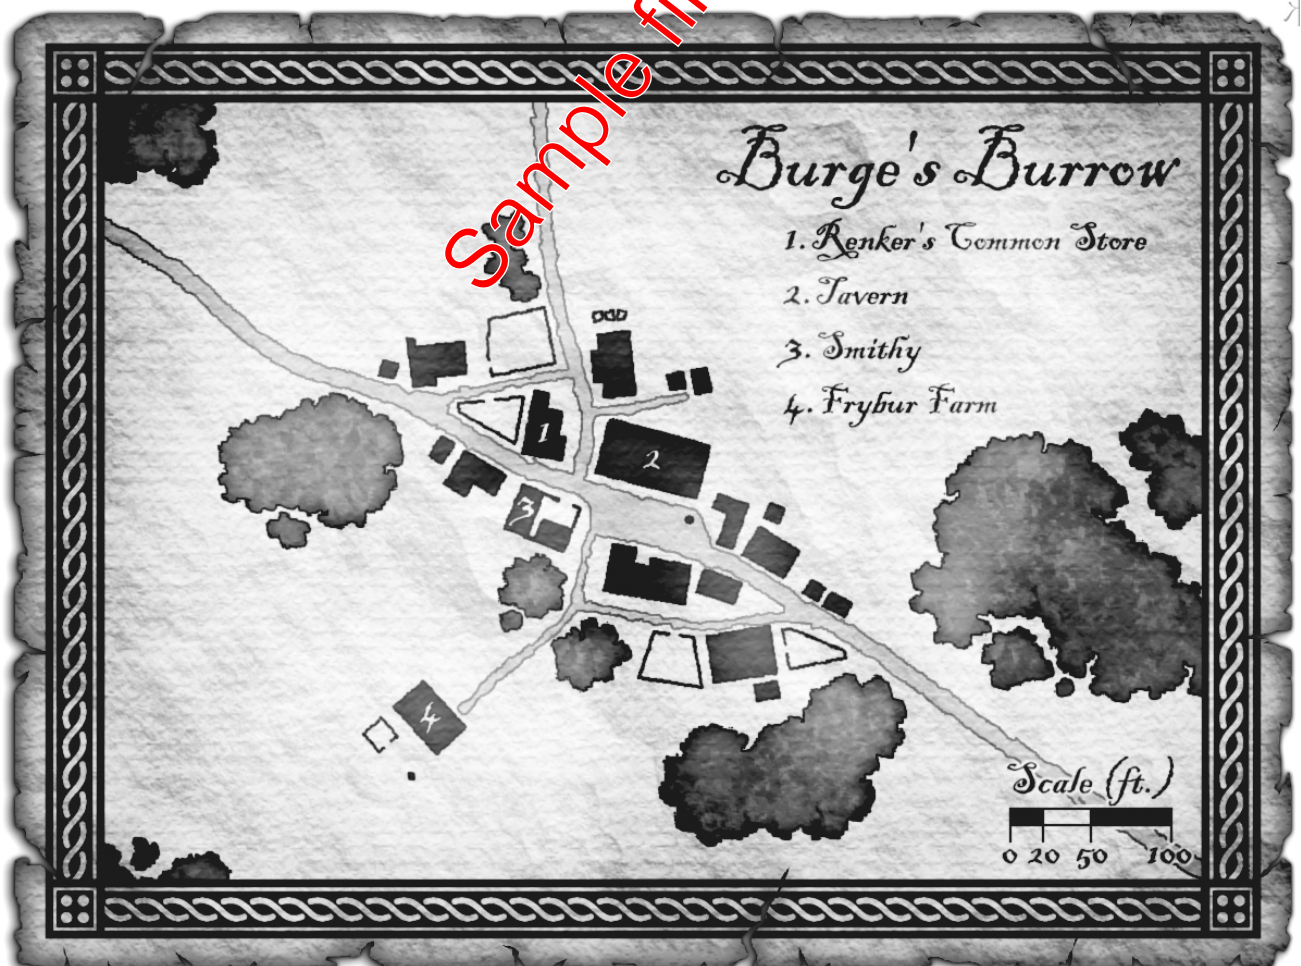 Sample fil
Burge's Burrow
1. Renker's Common Store
2. Tavern
3. Smithy
4. Frybur Farm
1
2
3
4
Scale (ft.)
0 20 50 100